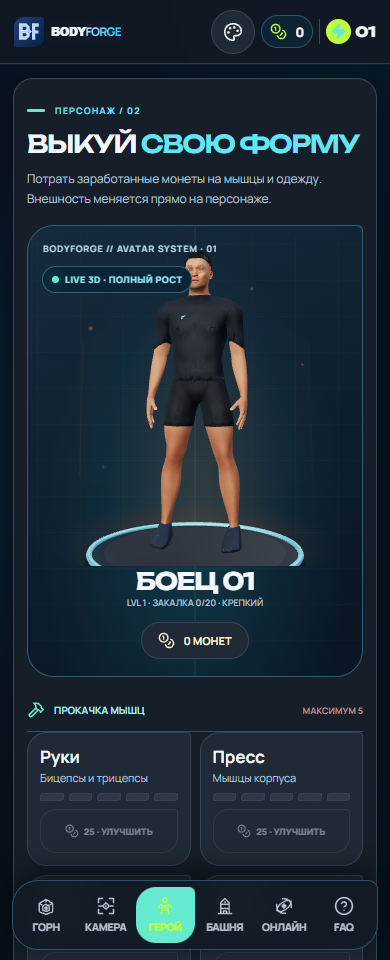 BF BODYFORGE
0
01
ПЕРСОНАЖ / 02
ВЫКУЙ СВОЮ ФОРМУ
Потрать заработанные монеты на мышцы и одежду.
Внешность меняется прямо на персонаже.
BODYFORGE // AVATAR SYSTEM · 01
LIVE 3D · ПОЛНЫЙ РОСТ
БОЕЦ 01
LVL 1 · ЗАКАЛКА 0/20 · КРЕПКИЙ
0 МОНЕТ
ПРОКАЧКА МЫШЦ
МАКСИМУМ 5
Руки
Бицепсы и трицепсы
25 · УЛУЧШИТЬ
Пресс
Мышцы корпуса
25 · УЛУЧШИТЬ
ГОРН
КАМЕРА
ГЕРОЙ
БАШНЯ
ОНЛАЙН
FAQ